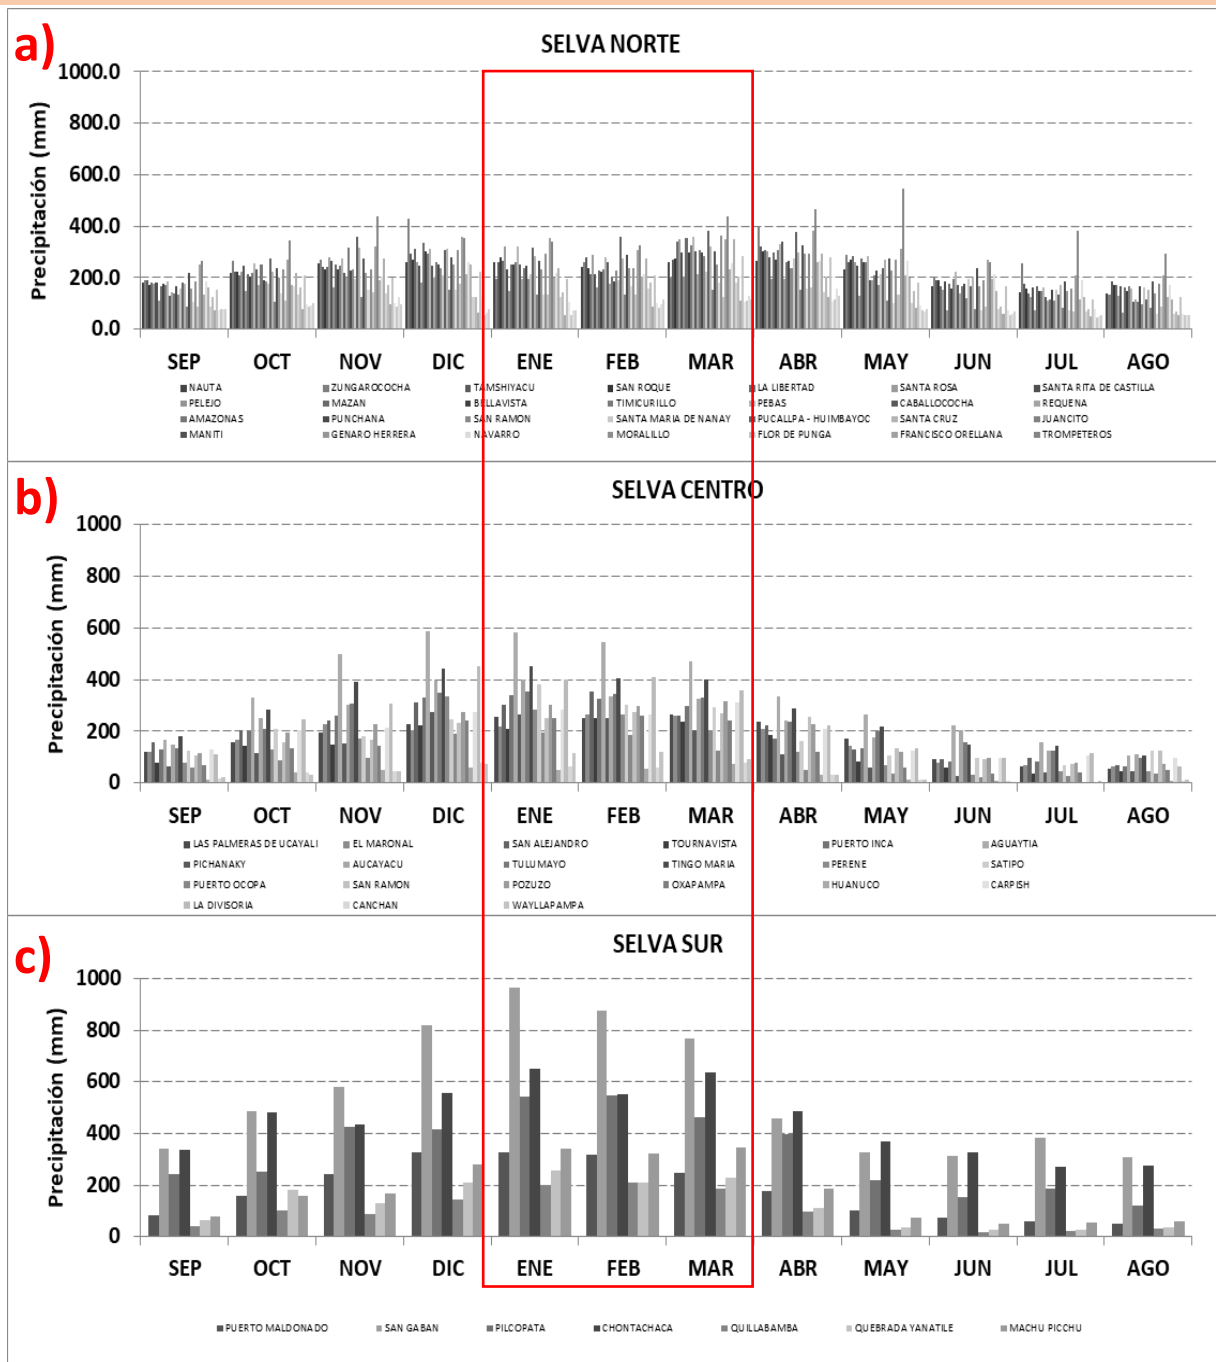 a)
SELVA NORTE
Precipitación (mm)
1000.0
800.0
600.0
400.0
200.0
0.0
SEP OCT NOV DIC ENE FEB MAR ABR MAY JUN JUL AGO
NAUTA ZUNGAROCOCHA TAMSHIYACU SAN ROQUE LA LIBERTAD SANTA ROSA SANTA RITA DE CASTILLA
PELEJO MAZAN BELLAVISTA TIMICURILLO PEBAS CABALLOCOCHA REQUENA
AMAZONAS PUNCHANA SAN RAMON SANTA MARIA DE NANAY PUCALLPA - HUIMBAYOC SANTA CRUZ JUANCITO
MANITI GENARO HERRERA NAVARRO MORALILLO FLOR DE PUNGA FRANCISCO ORELLANA TROMPETEROS
b)
SELVA CENTRO
Precipitación (mm)
1000
800
600
400
200
0
SEP OCT NOV DIC ENE FEB MAR ABR MAY JUN JUL AGO
LAS PALMERAS DE UCAYALI EL MARONAL SAN ALEJANDRO TOURNAVISTA PUERTO INCA AGUAYTIA
PICHANAKY AUCAYACU TULUMAYO TINGO MARIA PERENE SATIPO
PUERTO OCOPA SAN RAMON POZUZO OXAPAMPA HUANUCO CARPISH
LA DIVISORIA CANCHAN WAYLLAPAMPA
c)
SELVA SUR
Precipitación (mm)
1000
800
600
400
200
0
SEP OCT NOV DIC ENE FEB MAR ABR MAY JUN JUL AGO
PUERTO MALDONADO SAN GABAN PILCOPATA CHONTACHACA QUILLABAMBA QUEBRADA YANATILE MACHU PICCHU